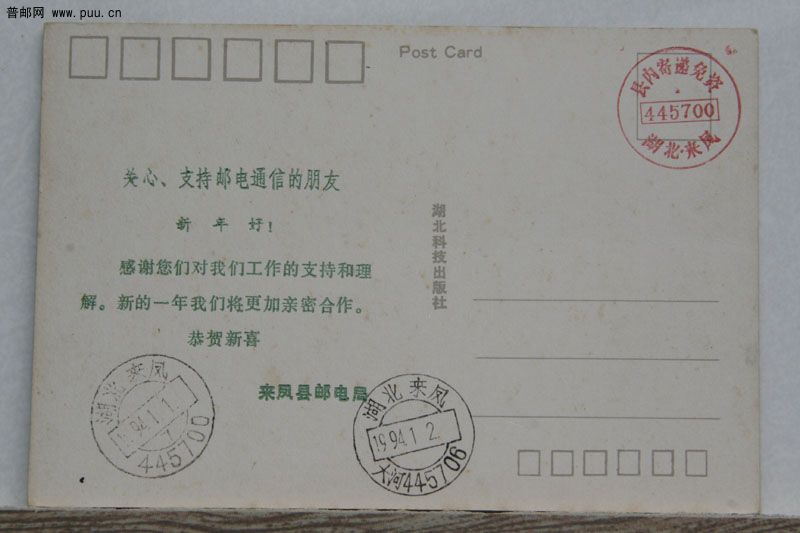 普邮网
www.puu.cn
Post Card
县内寄递免资
445700
湖北·来凤
关心、支持邮电通信的朋友
新年好!
感谢您们对我们工作的支持和理
解。新的一年我们将更加亲密合作。
恭贺新喜
来凤县邮电局
湖北科技出版社
湖北来凤
1994.1.1
445700
湖北来凤
1994.1 2.
大河445706